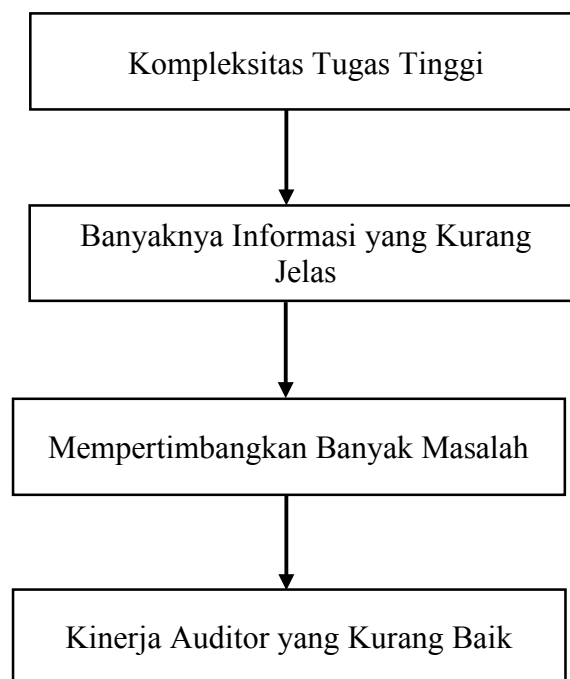 Kompleksitas Tugas Tinggi
Banyaknya Informasi yang Kurang
Jelas
Mempertimbangkan Banyak Masalah
Kinerja Auditor yang Kurang Baik